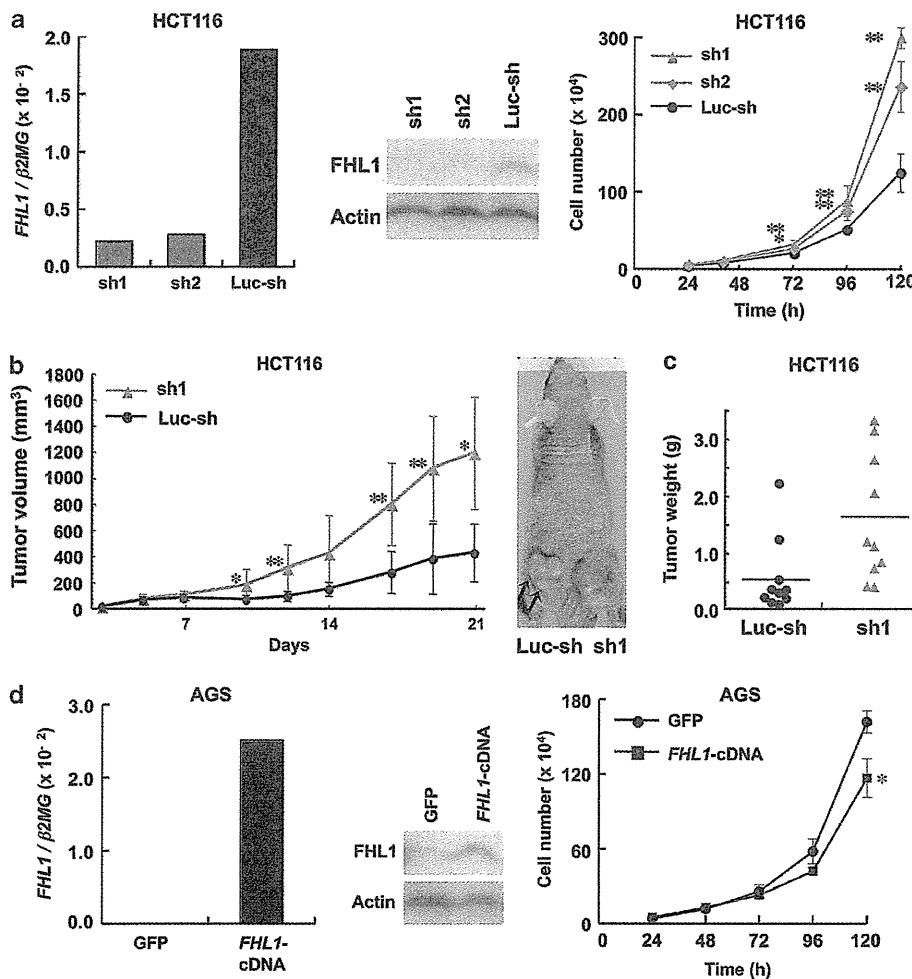 a
HCT116
FHL1 / β2MG (x 10⁻²)
2.0
1.5
1.0
0.5
0.0
sh1
sh2
Luc-sh
sh1
sh2
Luc-sh
FHL1
Actin
HCT116
sh1
sh2
Luc-sh
Cell number (x 10⁴)
300
200
100
0
**
**
**
*
**
**
0 24 48 72 96 120
Time (h)
b
HCT116
sh1
Luc-sh
Tumor volume (mm³)
1800
1600
1400
1200
1000
800
600
400
200
0
*
**
**
**
*
7 14 21
Days
Luc-sh sh1
c
HCT116
Tumor weight (g)
3.0
2.0
1.0
0.0
Luc-sh sh1
d
AGS
FHL1 / β2MG (x 10⁻²)
3.0
2.0
1.0
0.0
GFP
FHL1-
cDNA
GFP
FHL1-cDNA
FHL1
Actin
AGS
GFP
FHL1-cDNA
Cell number (x 10⁴)
180
120
60
0
*
0 24 48 72 96 120
Time (h)